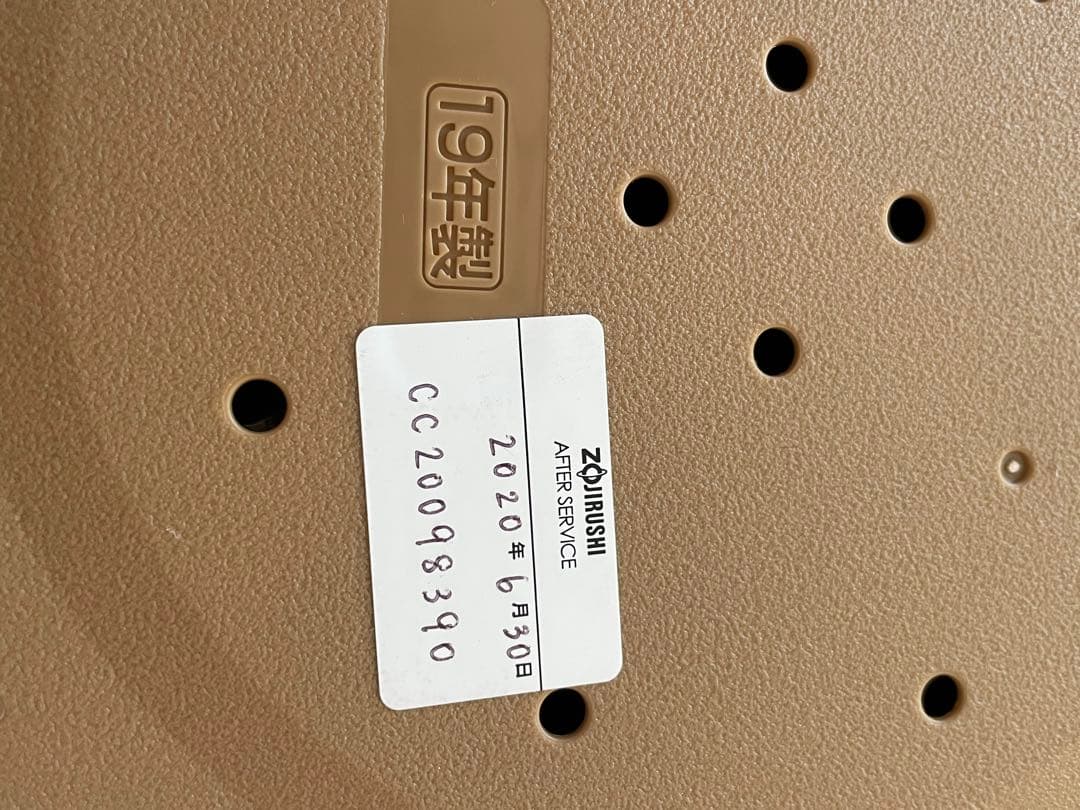 19年製
ZOJIRUSHI
AFTER SERVICE
2020年6月30日
CC20098390